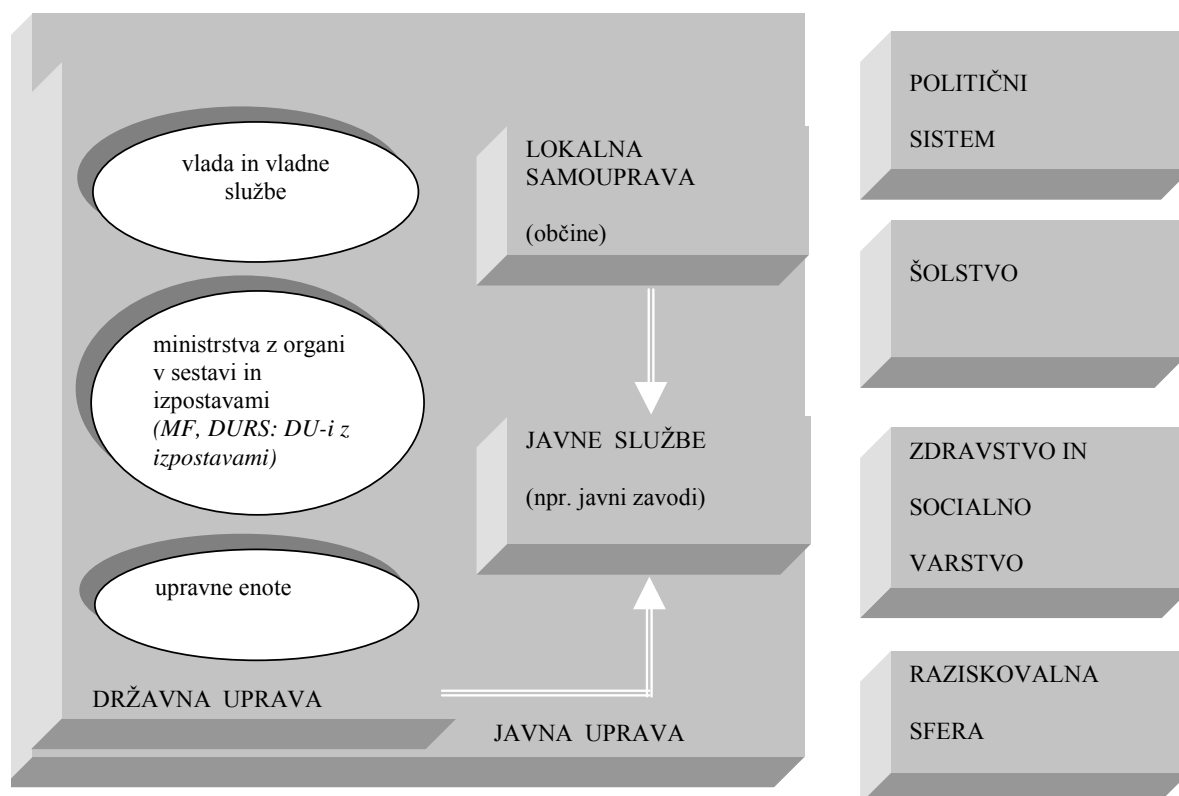 vlada in vladne
službe
ministrstva z organi
v sestavi in
izpostavami
(MF, DURS: DU-i z
izpostavami)
upravne enote
DRŽAVNA UPRAVA
LOKALNA
SAMOUPRAVA
(občine)
JAVNE SLUŽBE
(npr. javni zavodi)
JAVNA UPRAVA
POLITIČNI
SISTEM
ŠOLSTVO
ZDRAVSTVO IN
SOCIALNO
VARSTVO
RAZISKOVALNA
SFERA